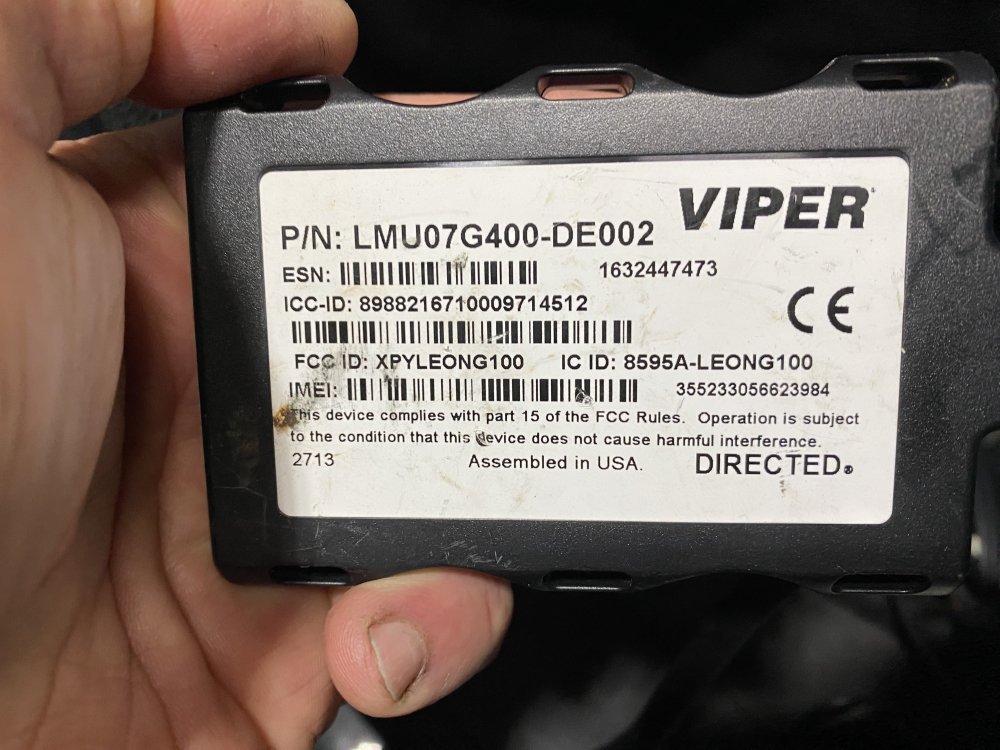 VIPER
P/N: LMU07G400-DE002
ESN: 1632447473
ICC-ID: 8988216710009714512
CE
FCC ID: XPYLEONG100 IC ID: 8595A-LEONG100
IMEI: 355233056623984
This device complies with part 15 of the FCC Rules. Operation is subject
to the condition that this device does not cause harmful interference.
2713 Assembled in USA. DIRECTED®